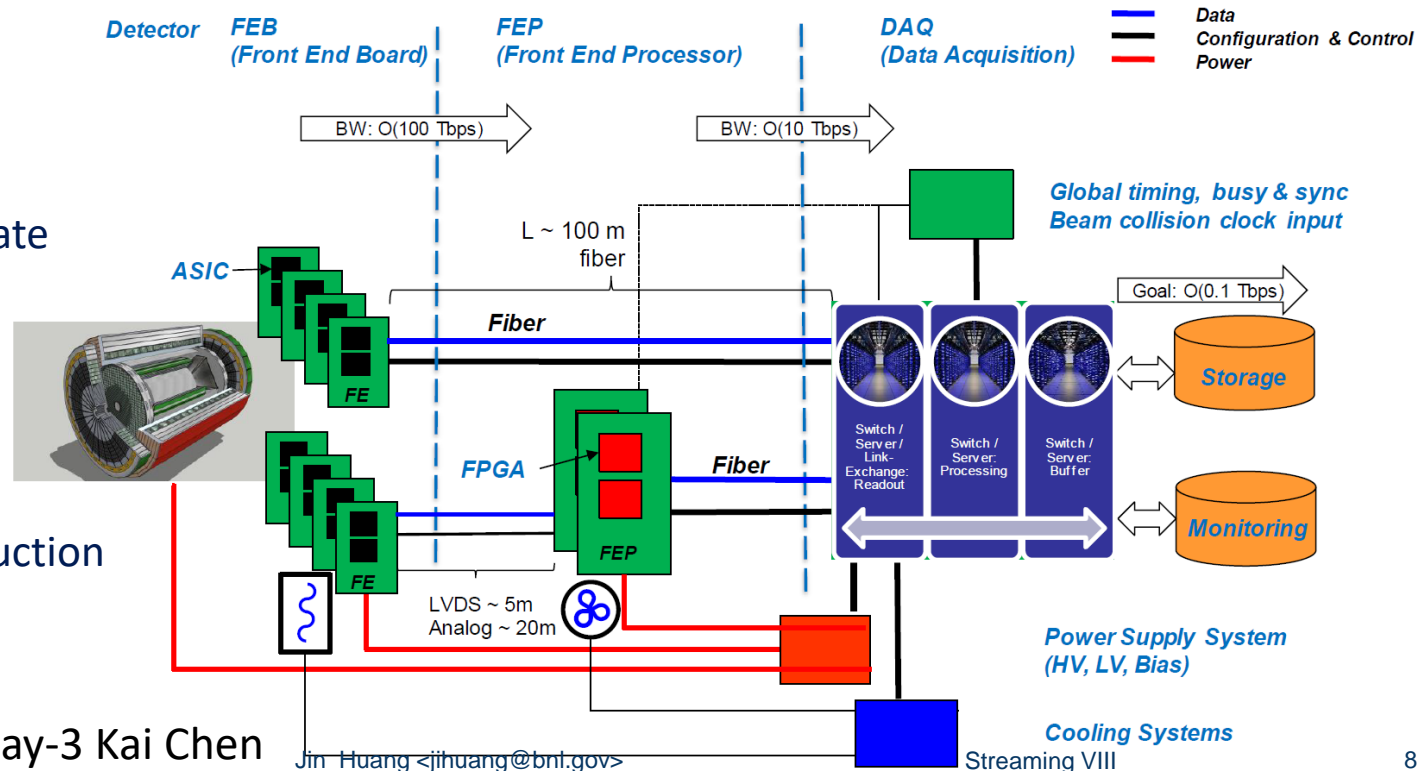 Detector
FEB
(Front End Board)
FEP
(Front End Processor)
DAQ
(Data Acquisition)
Data
Configuration & Control
Power
BW: O(100 Tbps)
BW: O(10 Tbps)
Global timing, busy & sync
Beam collision clock input
ate
L ~ 100 m
fiber
ASIC
Goal: O(0.1 Tbps)
Fiber
FE
Storage
Switch /
Server /
Link-
Exchange:
Readout
Switch /
Server:
Processing
Switch /
Server:
Buffer
FPGA
Fiber
Monitoring
uction
FE
FEP
LVDS ~ 5m
Analog ~ 20m
Power Supply System
(HV, LV, Bias)
Cooling Systems
ay-3 Kai Chen
Jin Huang <jihuang@bnl.gov>
Streaming VIII
8